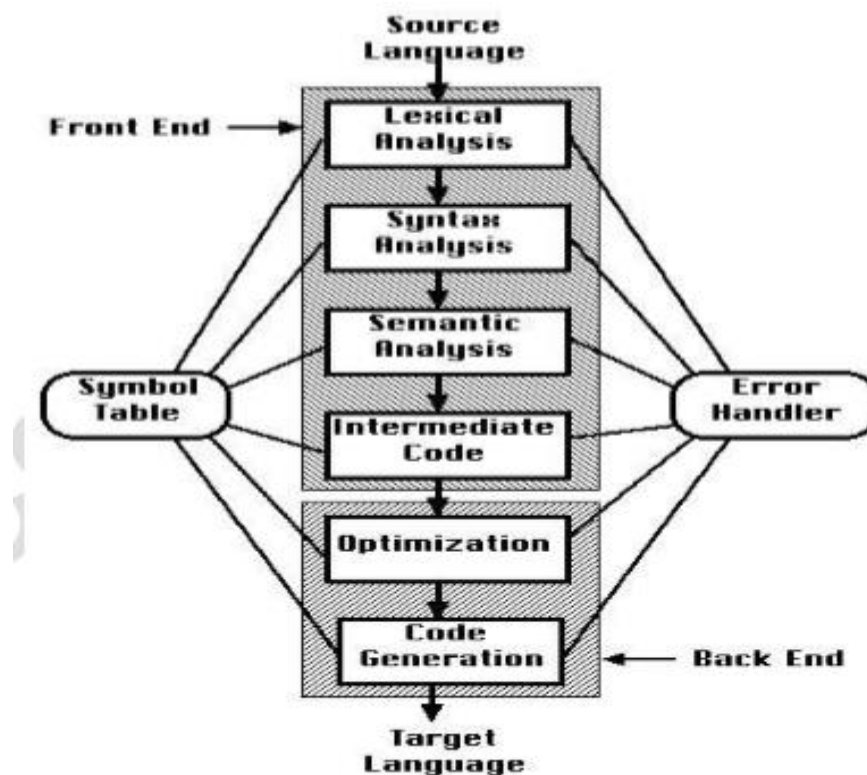 Source
Language
Front End
Lexical
Analysis
Syntax
Analysis
Semantic
Analysis
Symbol
Table
Error
Handler
Intermediate
Code
Optimization
Code
Generation
Back End
Target
Language